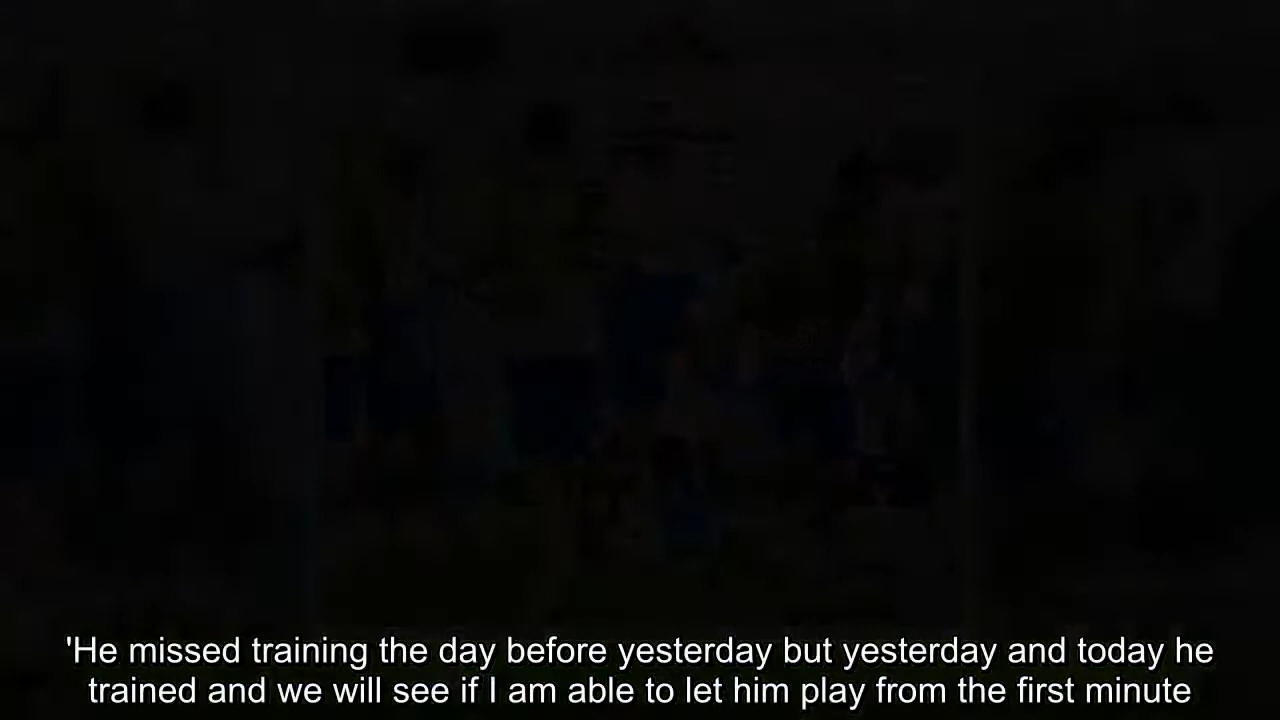 'He missed training the day before yesterday but yesterday and today he
trained and we will see if I am able to let him play from the first minute